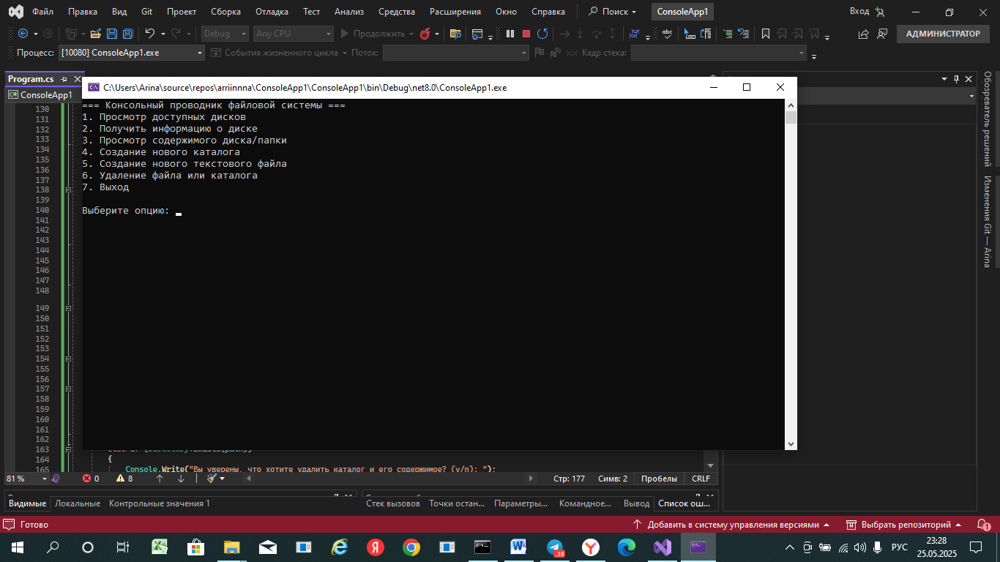 Файл Правка Вид Git Проект Сборка Отладка Тест Анализ Средства Расширения Окно Справка Поиск ConsoleApp1 Вход
Debug Any CPU Продолжить АДМИНИСТРАТОР
Процесс: [10080] ConsoleApp1.exe События жизненного цикла Поток: Кадр стека:
Program.cs
C:\Users\Arina\source\repos\arriinnna\ConsoleApp1\ConsoleApp1\bin\Debug\net8.0\ConsoleApp1.exe
C# ConsoleApp1
=== Консольный проводник файловой системы ===
1. Просмотр доступных дисков
2. Получить информацию о диске
3. Просмотр содержимого диска/папки
4. Создание нового каталога
5. Создание нового текстового файла
6. Удаление файла или каталога
7. Выход
Выберите опцию:
130
131
132
133
134
135
136
137
138
139
140
141
142
143
144
145
146
147
148
149
150
151
152
153
154
155
156
157
158
159
160
161
162
163
164 {
165 Console.Write("Вы уверены, что хотите удалить каталог и его содержимое? (y/n): ");
Обозреватель решений
Изменения Git — Arina
81 % 0 8 Стр: 177 Симв: 2 Пробелы CRLF
Видимые Локальные Контрольные значения 1 Стек вызовов Точки остан... Параметры... Командное... Вывод Список ош...
Готово Добавить в систему управления версиями Выбрать репозиторий 1
38 РУС 23:28
25.05.2025